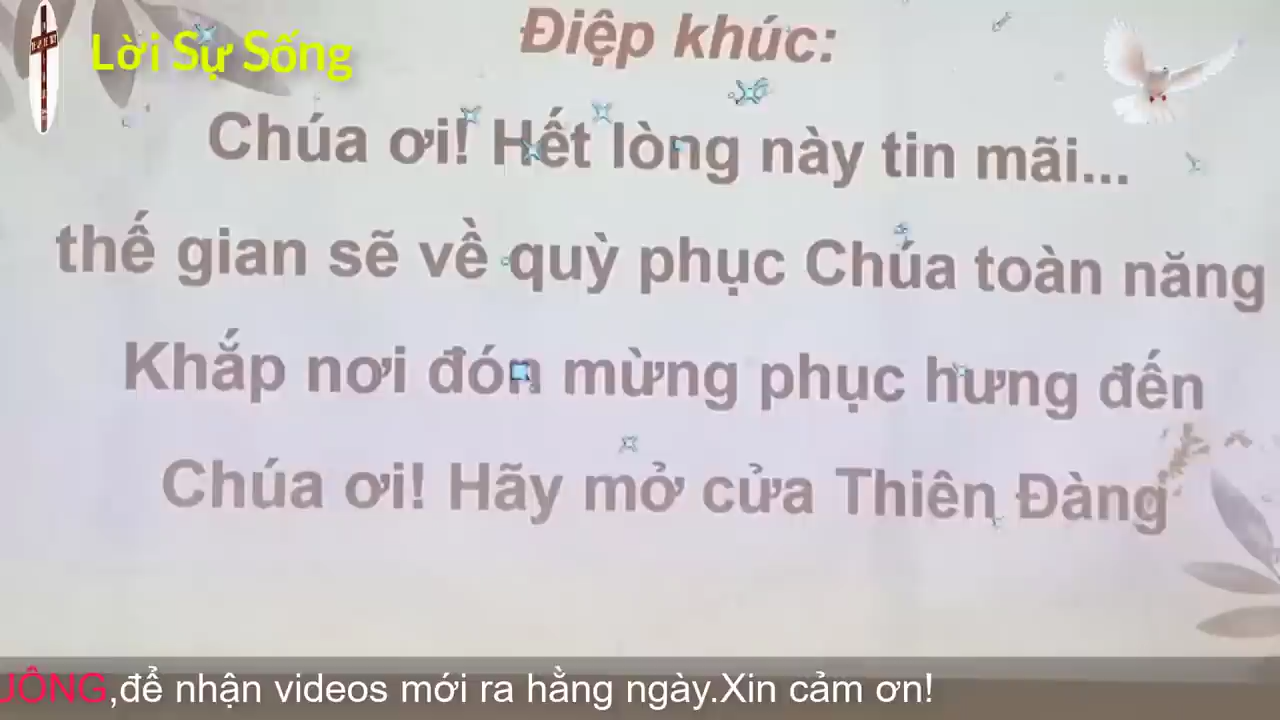 Lời Sự Sống
Điệp khúc:
Chúa ơi! Hết lòng này tin mãi...
thế gian sẽ về quỳ phục Chúa toàn năng
Khắp nơi đón mừng phục hưng đến
Chúa ơi! Hãy mở cửa Thiên Đàng
UÔNG,để nhận videos mới ra hằng ngày.Xin cảm ơn!